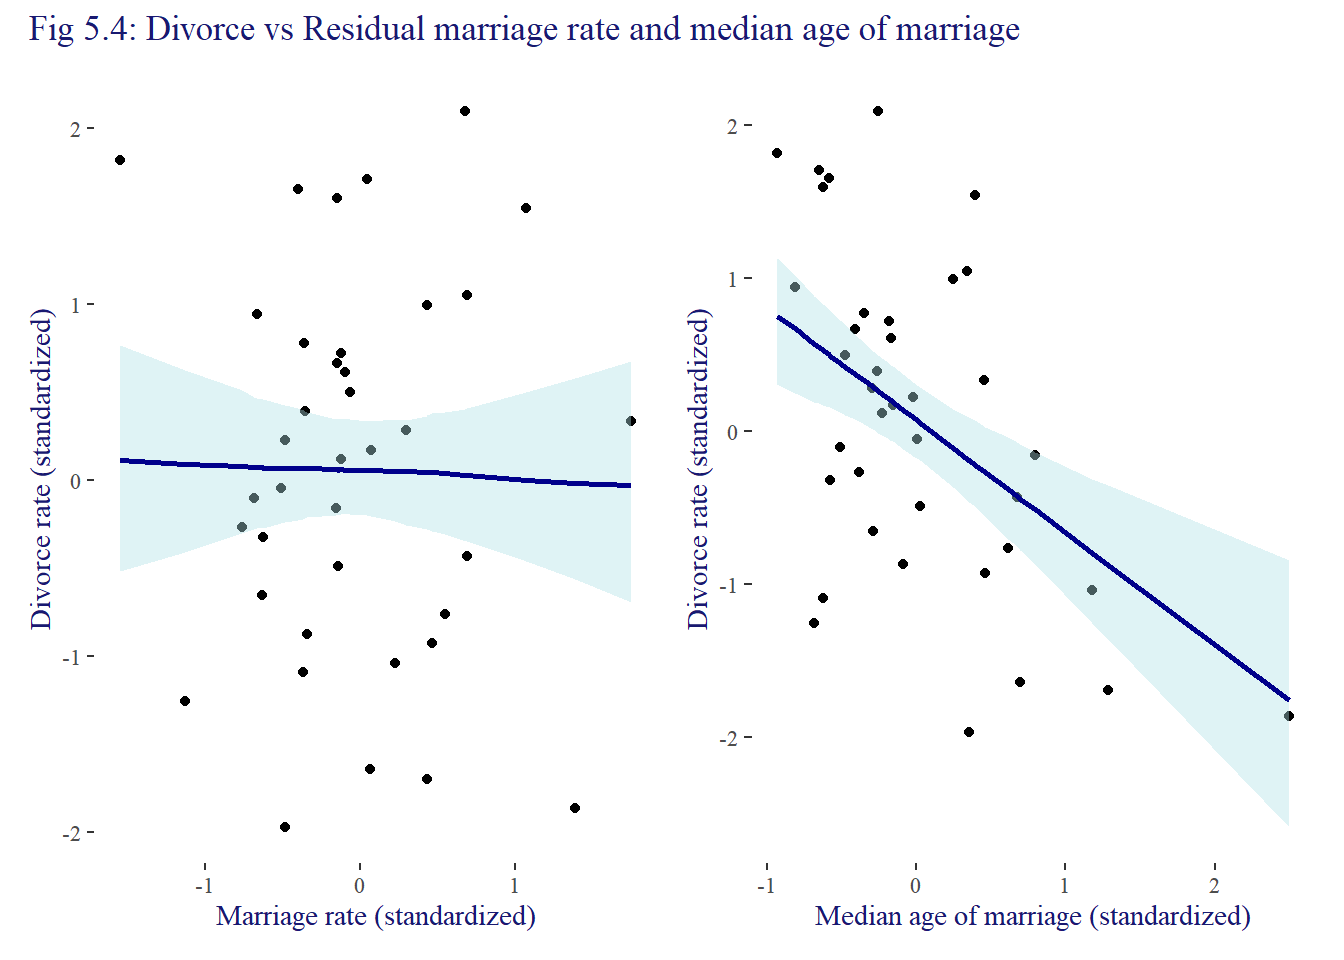 Fig 5.4: Divorce vs Residual marriage rate and median age of marriage
2
1
0
-1
-2
Divorce rate (standardized)
-1 0 1
Marriage rate (standardized)
2
1
0
-1
-2
Divorce rate (standardized)
-1 0 1 2
Median age of marriage (standardized)